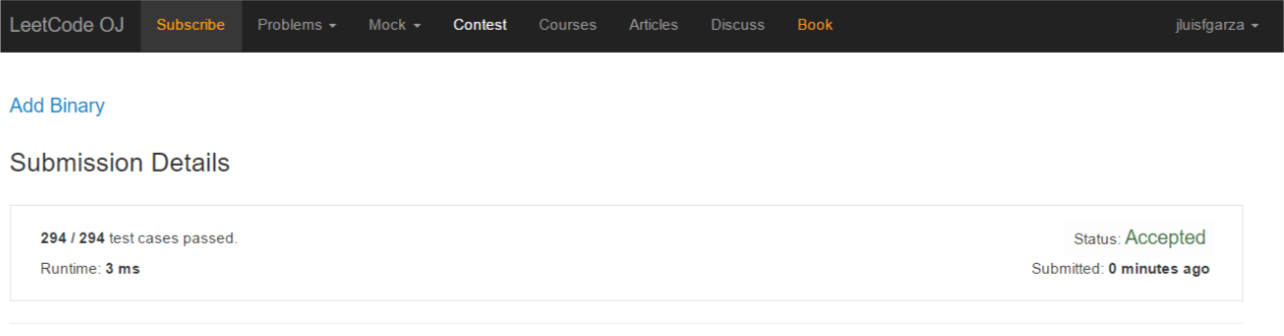 LeetCode OJ Subscribe Problems Mock Contest Courses Articles Discuss Book jluisfgarza
Add Binary
Submission Details
294 / 294 test cases passed. Status: Accepted
Runtime: 3 ms Submitted: 0 minutes ago